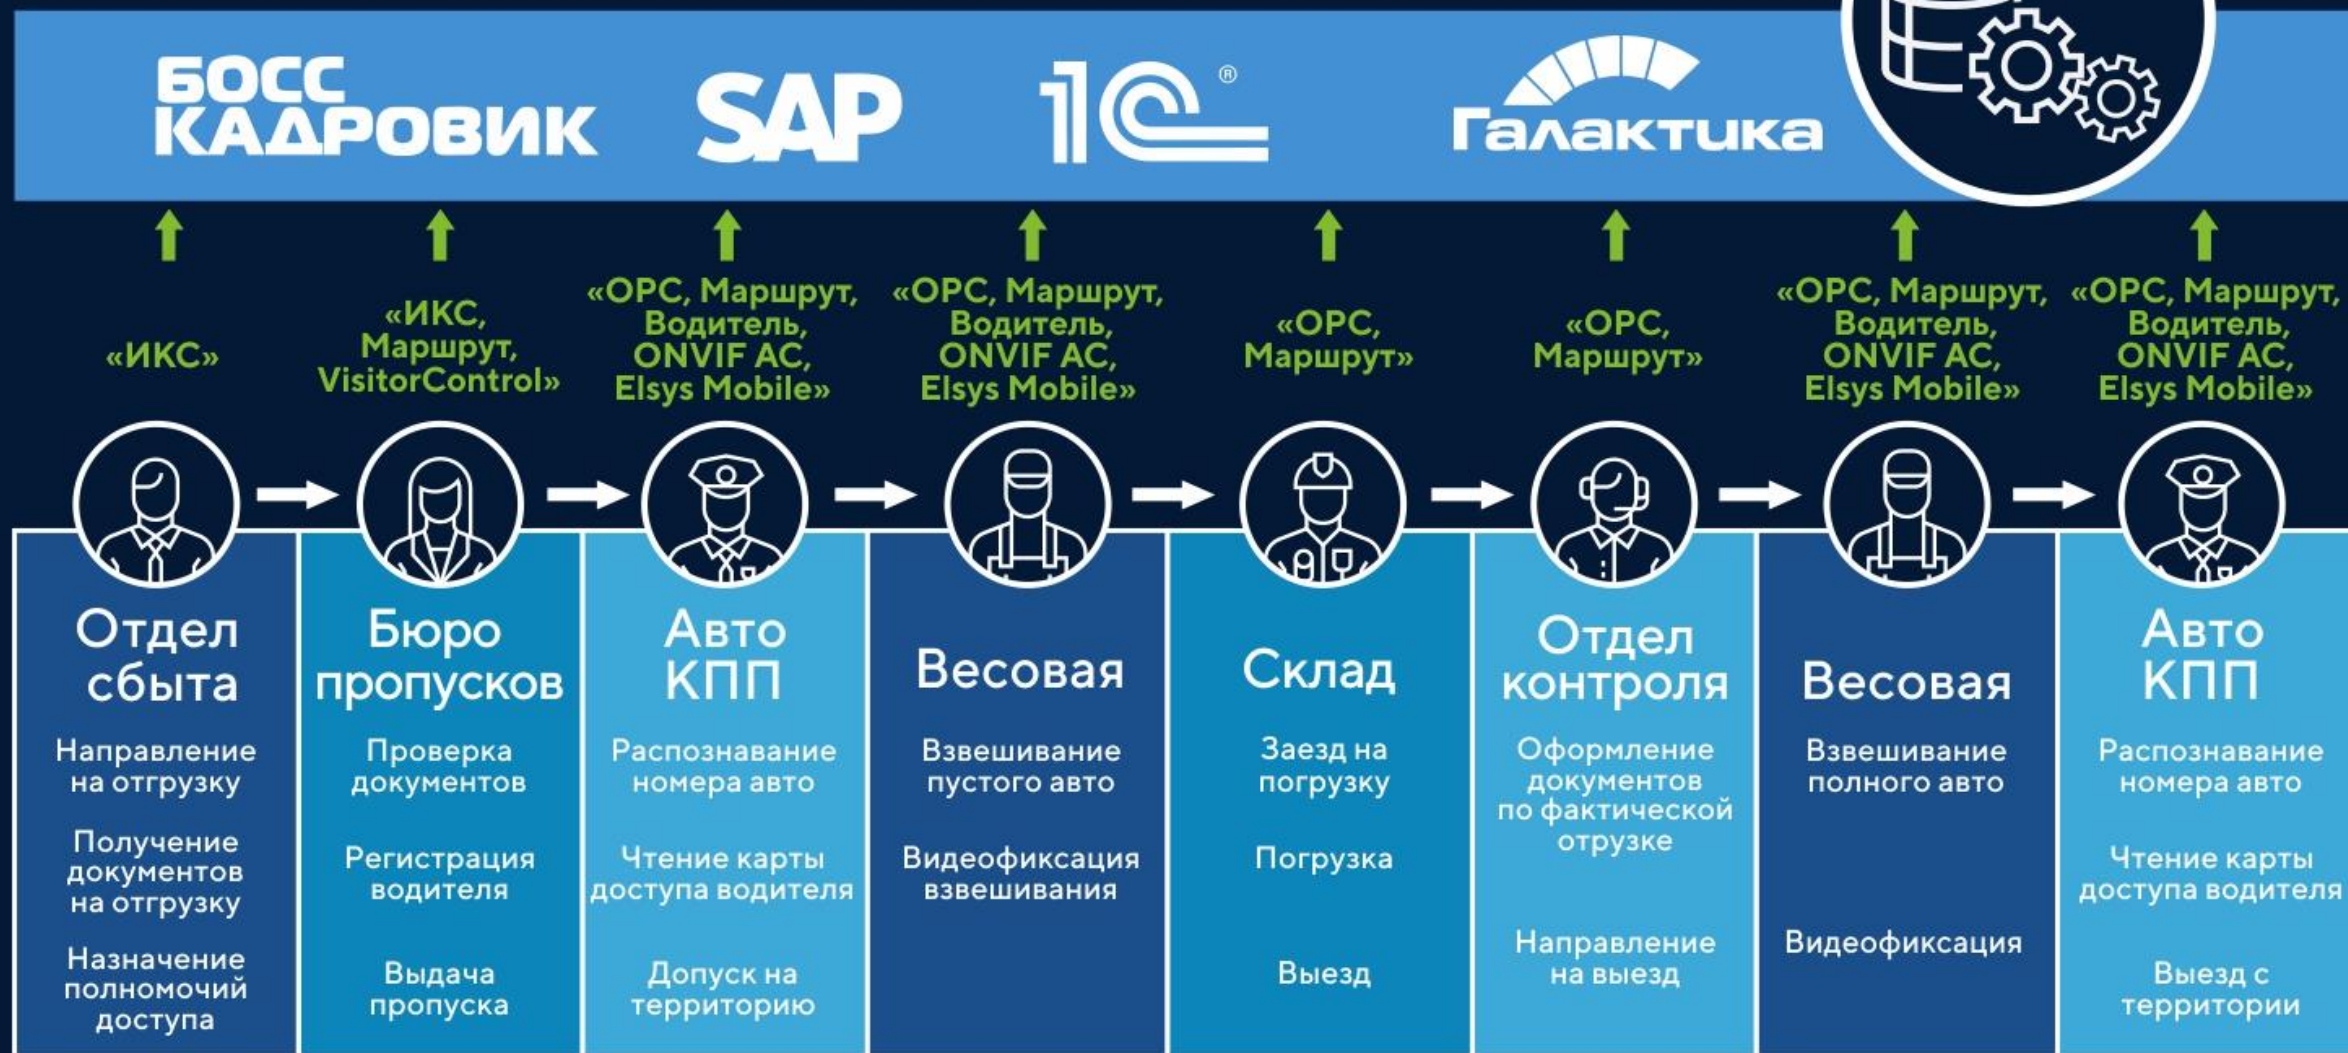 БОСС
КАДРОВИК
SAP
1С®
Галактика
«ИКС»
«ИКС,
Маршрут,
VisitorControl»
«ОРС, Маршрут,
Водитель,
ONVIF AC,
Elsys Mobile»
«ОРС, Маршрут,
Водитель,
ONVIF AC,
Elsys Mobile»
«ОРС,
Маршрут»
«ОРС,
Маршрут»
«ОРС, Маршрут,
Водитель,
ONVIF AC,
Elsys Mobile»
«ОРС, Маршрут,
Водитель,
ONVIF AC,
Elsys Mobile»
Отдел
сбыта
Направление
на отгрузку
Получение
документов
на отгрузку
Назначение
полномочий
доступа
Бюро
пропусков
Проверка
документов
Регистрация
водителя
Выдача
пропуска
Авто
КПП
Распознавание
номера авто
Чтение карты
доступа водителя
Допуск на
территорию
Весовая
Взвешивание
пустого авто
Видеофиксация
взвешивания
Склад
Заезд на
погрузку
Погрузка
Выезд
Отдел
контроля
Оформление
документов
по фактической
отрузке
Направление
на выезд
Весовая
Взвешивание
полного авто
Видеофиксация
Авто
КПП
Распознавание
номера авто
Чтение карты
доступа водителя
Выезд с
территории